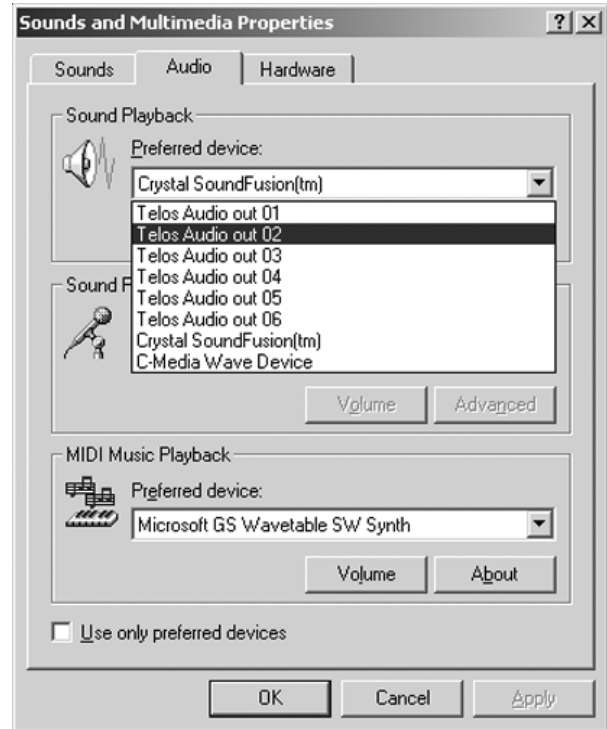 Sounds and Multimedia Properties
Sounds
Audio
Hardware
Sound Playback
Preferred device:
Crystal SoundFusion(tm)
Telos Audio out 01
Telos Audio out 02
Telos Audio out 03
Telos Audio out 04
Telos Audio out 05
Telos Audio out 06
Crystal SoundFusion(tm)
C-Media Wave Device
Sound
Volume
Advanced
MIDI Music Playback
Preferred device:
Microsoft GS Wavetable SW Synth
Volume
About
Use only preferred devices
OK
Cancel
Apply